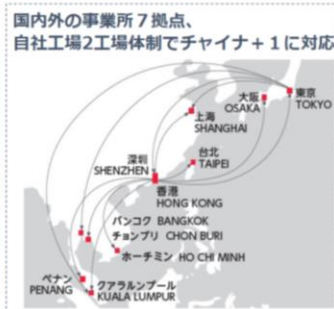 国内外の事業所7拠点、
自社工場2工場体制でチャイナ+1に対応
大阪
OSAKA
東京
TOKYO
上海
SHANGHAI
台北
TAIPEI
深圳
SHENZHEN
香港
HONG KONG
バンコク BANGKOK
チョンブリ CHON BURI
ホーチミン HO CHI MINH
ペナン
PENANG
クアラルンプール
KUALA LUMPUR